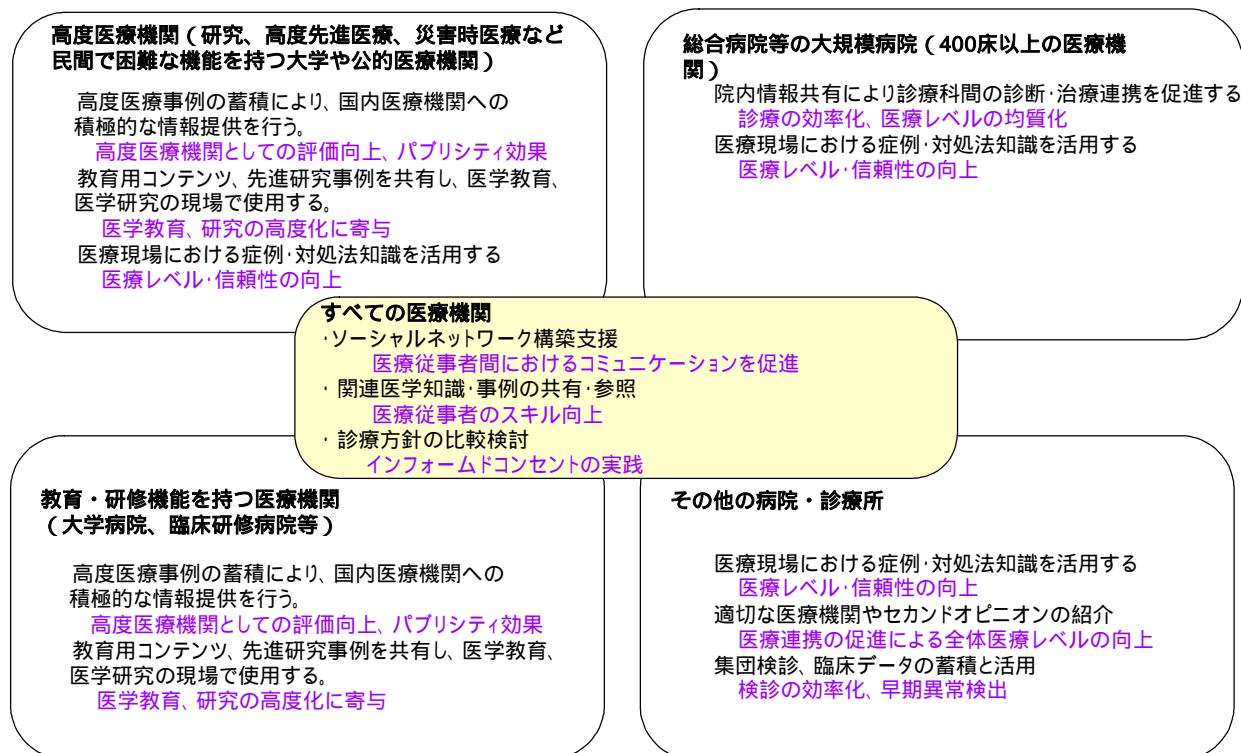 高度医療機関（研究、高度先進医療、災害時医療など
民間で困難な機能を持つ大学や公的医療機関）
高度医療事例の蓄積により、国内医療機関への
積極的な情報提供を行う。
高度医療機関としての評価向上、パブリシティ効果
教育用コンテンツ、先進研究事例を共有し、医学教育、
医学研究の現場で使用する。
医学教育、研究の高度化に寄与
医療現場における症例・対処法知識を活用する
医療レベル・信頼性の向上
総合病院等の大規模病院（400床以上の医療機
関）
院内情報共有により診療科間の診断・治療連携を促進する
診療の効率化、医療レベルの均質化
医療現場における症例・対処法知識を活用する
医療レベル・信頼性の向上
すべての医療機関
・ソーシャルネットワーク構築支援
医療従事者間におけるコミュニケーションを促進
・関連医学知識・事例の共有・参照
医療従事者のスキル向上
・診療方針の比較検討
インフォームドコンセントの実践
教育・研修機能を持つ医療機関
（大学病院、臨床研修病院等）
高度医療事例の蓄積により、国内医療機関への
積極的な情報提供を行う。
高度医療機関としての評価向上、パブリシティ効果
教育用コンテンツ、先進研究事例を共有し、医学教育、
医学研究の現場で使用する。
医学教育、研究の高度化に寄与
その他の病院・診療所
医療現場における症例・対処法知識を活用する
医療レベル・信頼性の向上
適切な医療機関やセカンドオピニオンの紹介
医療連携の促進による全体医療レベルの向上
集団検診、臨床データの蓄積と活用
検診の効率化、早期異常検出